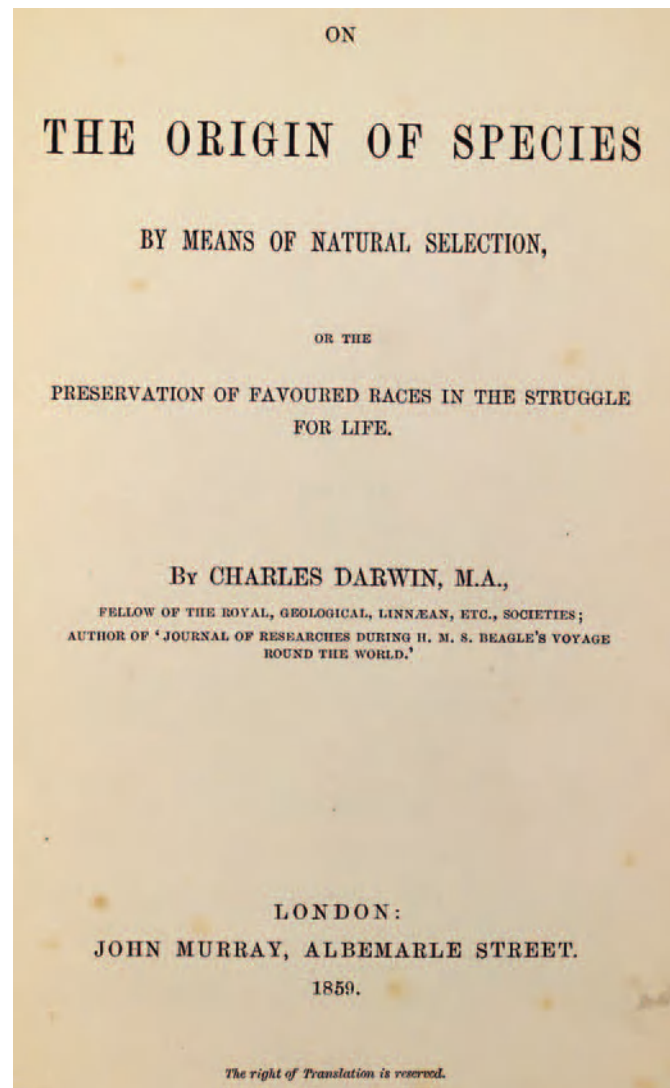 ON
THE ORIGIN OF SPECIES
BY MEANS OF NATURAL SELECTION,
OR THE
PRESERVATION OF FAVOURED RACES IN THE STRUGGLE
FOR LIFE.
By CHARLES DARWIN, M.A.,
FELLOW OF THE ROYAL, GEOLOGICAL, LINNÆAN, ETC., SOCIETIES;
AUTHOR OF ‘JOURNAL OF RESEARCHES DURING H. M. S. BEAGLE'S VOYAGE
ROUND THE WORLD.’
LONDON:
JOHN MURRAY, ALBEMARLE STREET.
1859.
The right of Translation is reserved.